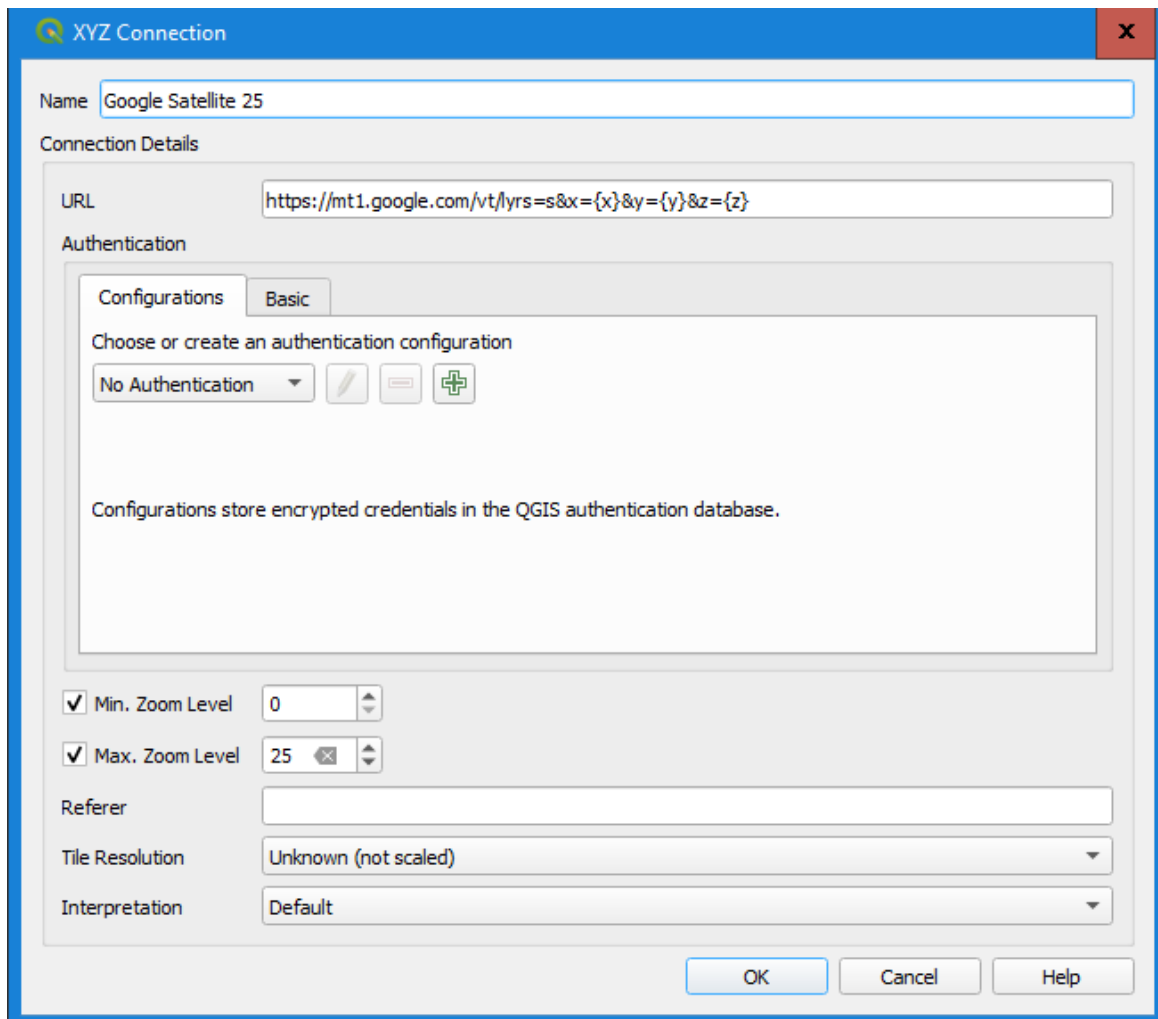 XYZ Connection
Name Google Satellite 25
Connection Details
URL https://mt1.google.com/vt/lyrs=s&x={x}&y={y}&z={z}
Authentication
Configurations Basic
Choose or create an authentication configuration
No Authentication
Configurations store encrypted credentials in the QGIS authentication database.
Min. Zoom Level 0
Max. Zoom Level 25
Referer
Tile Resolution Unknown (not scaled)
Interpretation Default
OK Cancel Help